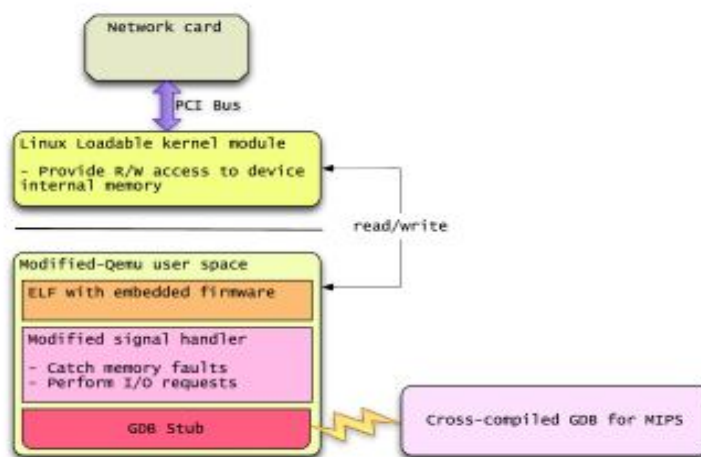 Network card
PCI Bus
Linux Loadable kernel module
- Provide R/W access to device
internal memory
read/write
Modified-Qemu user space
ELF with embedded firmware
Modified signal handler
- Catch memory faults
- Perform I/O requests
GDB Stub
Cross-compiled GDB for MIPS